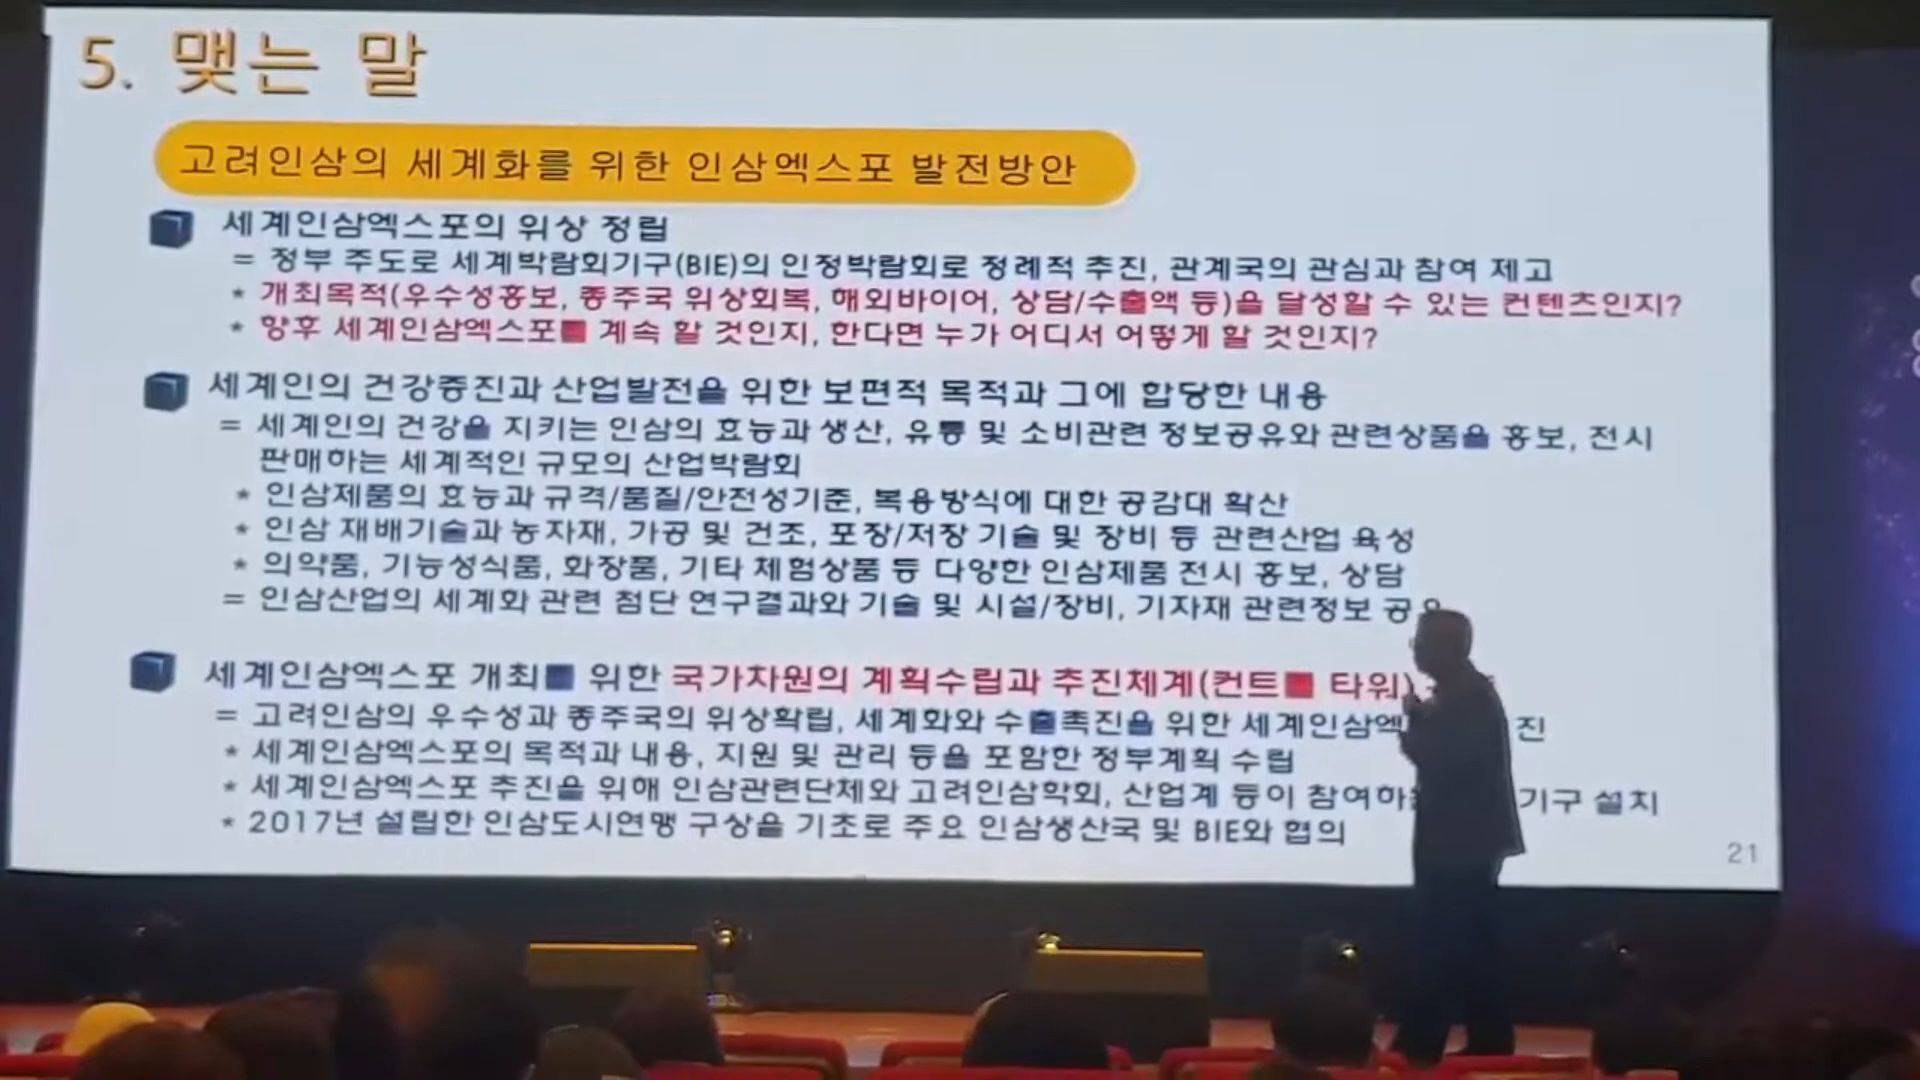 5. 맺는 말
고려인삼의 세계화를 위한 인삼엑스포 발전방안
세계인삼엑스포의 위상 정립
= 정부 주도로 세계박람회기구(BIE)의 인정박람회로 정례적 추진, 관계국의 관심과 참여 제고
* 개최목적(우수성홍보, 종주국 위상회복, 해외바이어, 상담/수출액 등)을 달성할 수 있는 컨텐츠인지?
* 향후 세계인삼엑스포를 계속 할 것인지, 한다면 누가 어디서 어떻게 할 것인지?
세계인의 건강증진과 산업발전을 위한 보편적 목적과 그에 합당한 내용
= 세계인의 건강을 지키는 인삼의 효능과 생산, 유통 및 소비관련 정보공유와 관련상품을 홍보, 전시
판매하는 세계적인 규모의 산업박람회
* 인삼제품의 효능과 규격/품질/안전성기준, 복용방식에 대한 공감대 확산
* 인삼 재배기술과 농자재, 가공 및 건조, 포장/저장 기술 및 장비 등 관련산업 육성
* 의약품, 기능성식품, 화장품, 기타 체험상품 등 다양한 인삼제품 전시 홍보, 상담
= 인삼산업의 세계화 관련 첨단 연구결과와 기술 및 시설/장비, 기자재 관련정보
세계인삼엑스포 개최를 위한 국가차원의 계획수립과 추진체계(컨트롤 타워)
= 고려인삼의 우수성과 종주국의 위상확립, 세계화와 수출촉진을 위한 세계인삼엑 진
* 세계인삼엑스포의 목적과 내용, 지원 및 관리 등을 포함한 정부계획 수립
* 세계인삼엑스포 추진을 위해 인삼관련단체와 고려인삼학회, 산업계 등이 참여하 기구 설치
* 2017년 설립한 인삼도시연맹 구상을 기초로 주요 인삼생산국 및 BIE와 협의
21